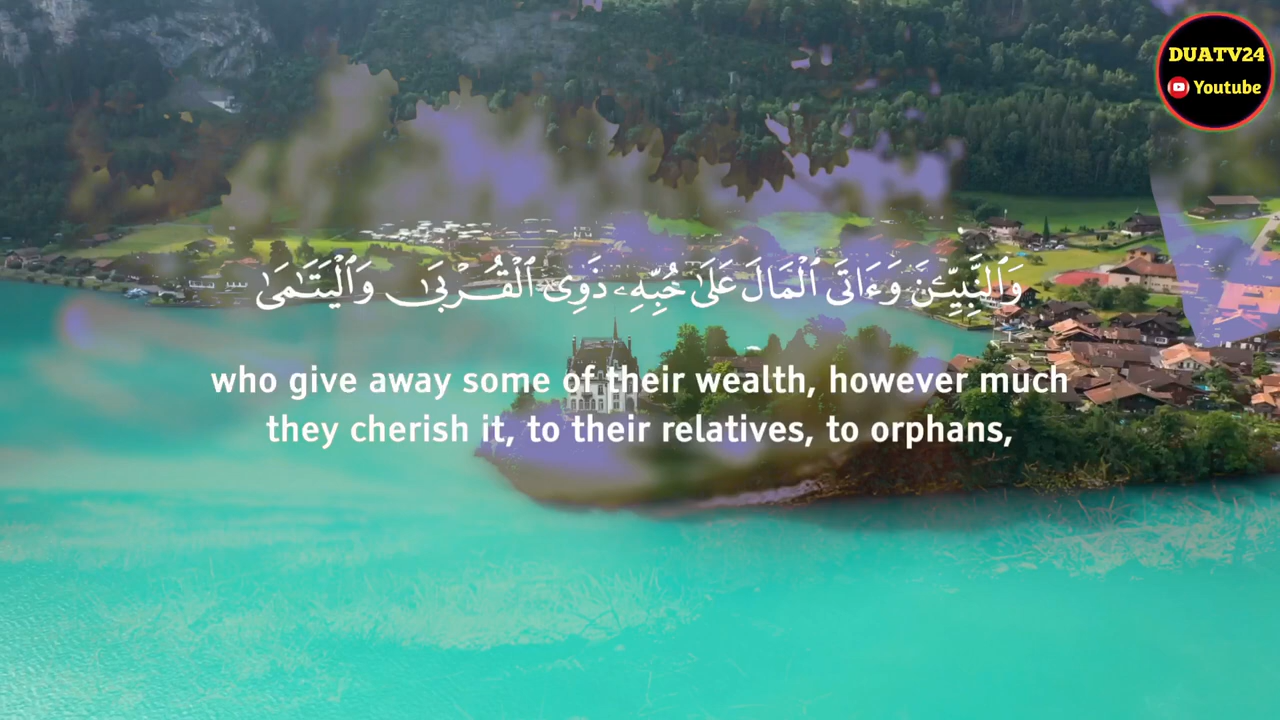 DUATV24
Youtube
وَٱلنَّبِيِّـۧنَ وَءَاتَى ٱلْمَالَ عَلَىٰ حُبِّهِۦ ذَوِى ٱلْقُرْبَىٰ وَٱلْيَتَـٰمَىٰ
who give away some of their wealth, however much
they cherish it, to their relatives, to orphans,